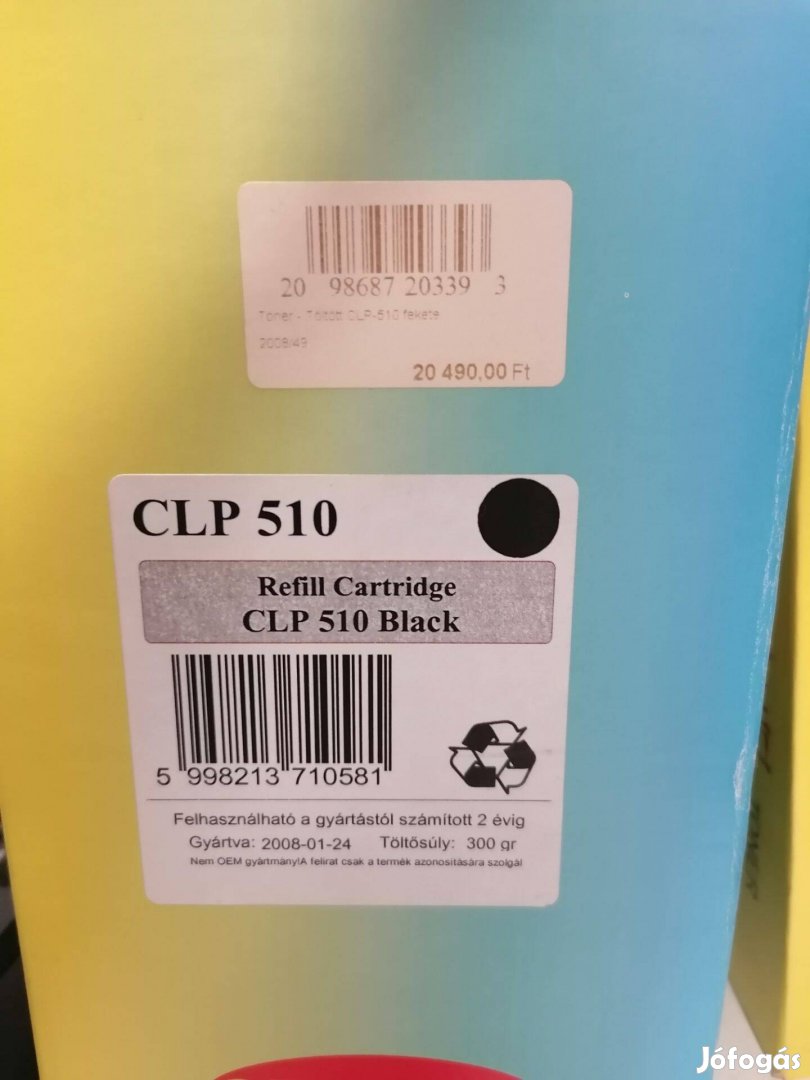 20 98687 20339 3
Toner - Töltött CLP-510 fekete
2008/49
20 490,00 Ft
CLP 510
Refill Cartridge
CLP 510 Black
5 998213 710581
Felhasználható a gyártástól számított 2 évig
Gyártva: 2008-01-24 Töltősúly: 300 gr
Nem OEM gyártmány!A felirat csak a termék azonosítására szolgál
Jófogás